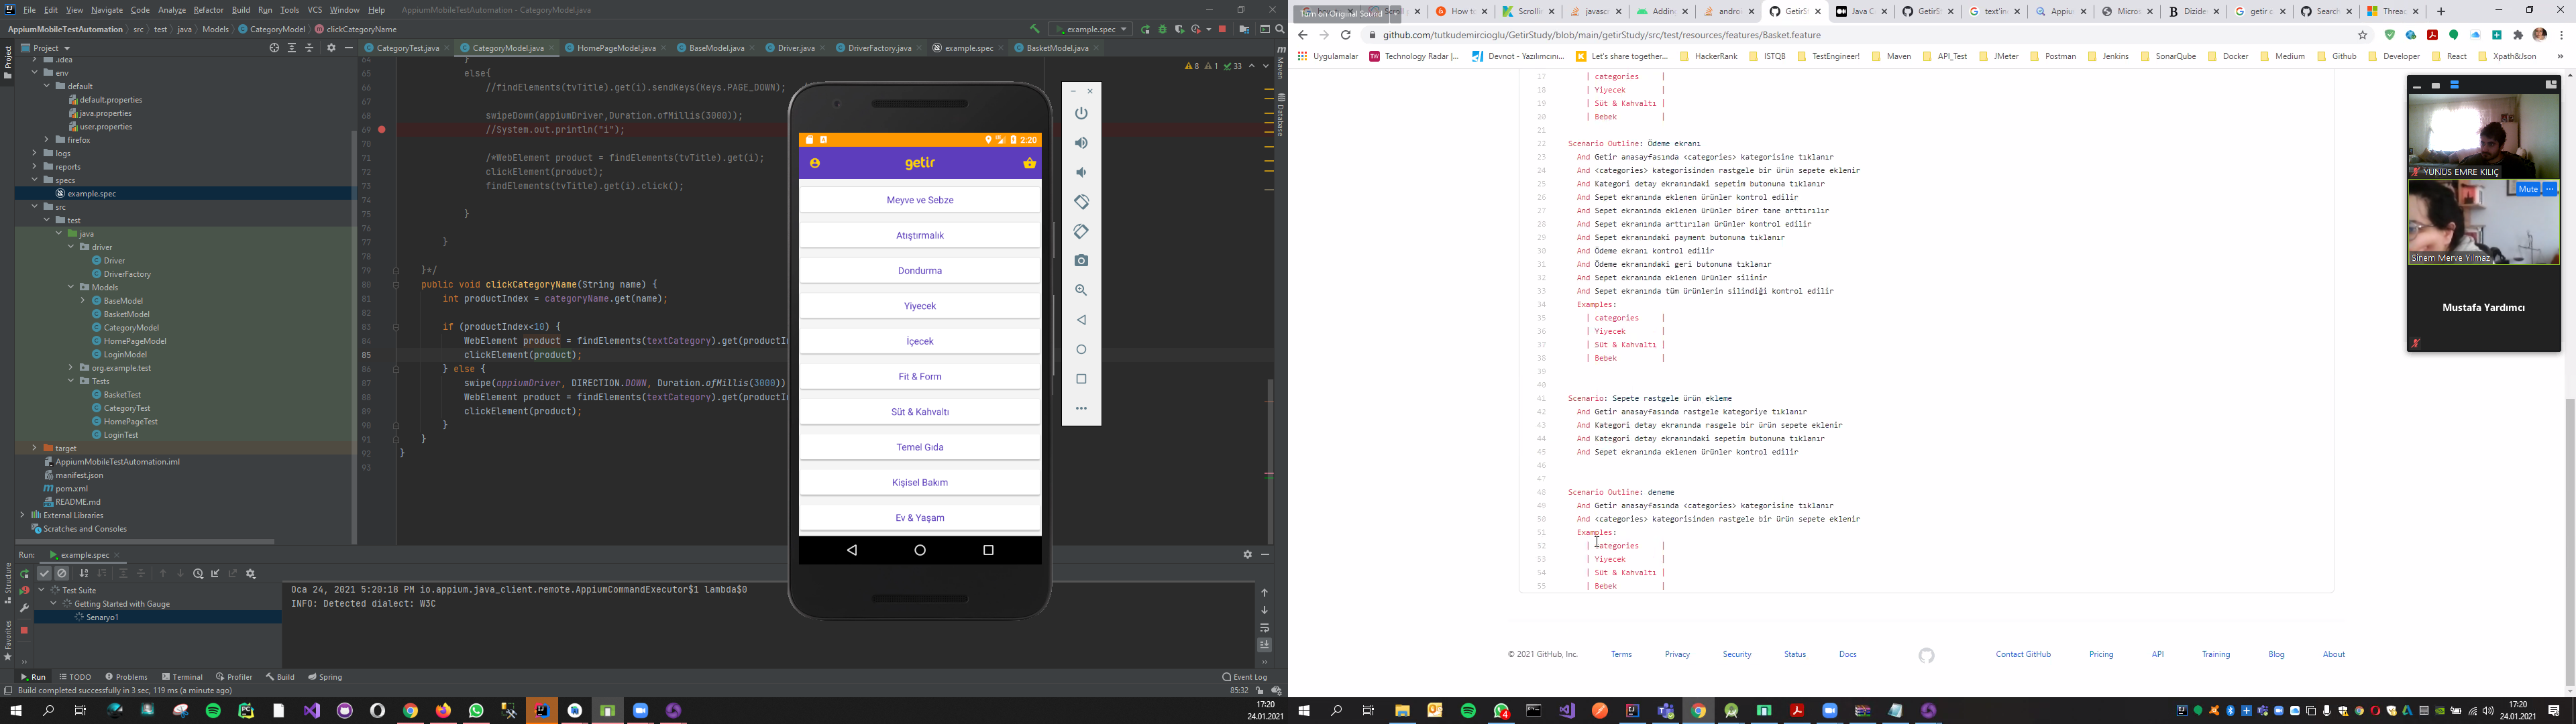 File Edit View Navigate Code Analyze Refactor Build Run Tools VCS Window Help AppiumMobileTestAutomation - CategoryModel.java
AppiumMobileTestAutomation src test java Models CategoryModel clickCategoryName
example.spec
Project
CategoryTest.java CategoryModel.java HomePageModel.java BaseModel.java Driver.java DriverFactory.java example.spec BasketModel.java
.idea
env
default
default.properties
java.properties
user.properties
firefox
logs
reports
specs
example.spec
src
test
java
driver
Driver
DriverFactory
Models
BaseModel
BasketModel
CategoryModel
HomePageModel
LoginModel
org.example.test
Tests
BasketTest
CategoryTest
HomePageTest
LoginTest
target
AppiumMobileTestAutomation.iml
manifest.json
pom.xml
README.md
External Libraries
Scratches and Consoles
64 }
65 else{
66 //findElements(tvTitle).get(i).sendKeys(Keys.PAGE_DOWN);
67
68 swipeDown(appiumDriver,Duration.ofMillis(3000));
69 //System.out.println("i");
70
71 /*WebElement product = findElements(tvTitle).get(i);
72 clickElement(product);
73 findElements(tvTitle).get(i).click();
74
75 }
76
77 }
78
79 }*/
80 public void clickCategoryName(String name) {
81 int productIndex = categoryName.get(name);
82
83 if (productIndex<10) {
84 WebElement product = findElements(textCategory).get(productI
85 clickElement(product);
86 } else {
87 swipe(appiumDriver, DIRECTION.DOWN, Duration.ofMillis(3000))
88 WebElement product = findElements(textCategory).get(productI
89 clickElement(product);
90 }
91 }
92 }
93
8 1 33
Maven
Database
2:20
getir
Meyve ve Sebze
Atıştırmalık
Dondurma
Yiyecek
İçecek
Fit & Form
Süt & Kahvaltı
Temel Gıda
Kişisel Bakım
Ev & Yaşam
Run: example.spec
Test Suite
Getting Started with Gauge
Senaryo1
Oca 24, 2021 5:20:18 PM io.appium.java_client.remote.AppiumCommandExecutor$1 lambda$0
INFO: Detected dialect: W3C
Structure
Favorites
Run TODO Problems Terminal Profiler Build Spring Event Log
Build completed successfully in 3 sec, 119 ms (a minute ago) 85:32
17:20
24.01.2021
Turn on Original Sound
How to Scrollin javascr Adding androi GetirSt Java C GetirSt text'in Appiu Micros Dizide getir c Search Threac
github.com/tutkudemircioglu/GetirStudy/blob/main/getirStudy/src/test/resources/features/Basket.feature
Uygulamalar Technology Radar |... Devnot - Yazılımcını... Let's share together... HackerRank ISTQB TestEngineer! Maven API_Test JMeter Postman Jenkins SonarQube Docker Medium Github Developer React Xpath&Json
17 | categories |
18 | Yiyecek |
19 | Süt & Kahvaltı |
20 | Bebek |
21
22 Scenario Outline: Ödeme ekranı
23 And Getir anasayfasında <categories> kategorisine tıklanır
24 And <categories> kategorisinden rastgele bir ürün sepete eklenir
25 And Kategori detay ekranındaki sepetim butonuna tıklanır
26 And Sepet ekranında eklenen ürünler kontrol edilir
27 And Sepet ekranında eklenen ürünler birer tane arttırılır
28 And Sepet ekranında arttırılan ürünler kontrol edilir
29 And Sepet ekranındaki payment butonuna tıklanır
30 And Ödeme ekranı kontrol edilir
31 And Ödeme ekranındaki geri butonuna tıklanır
32 And Sepet ekranında eklenen ürünler silinir
33 And Sepet ekranında tüm ürünlerin silindiği kontrol edilir
34 Examples:
35 | categories |
36 | Yiyecek |
37 | Süt & Kahvaltı |
38 | Bebek |
39
40
41 Scenario: Sepete rastgele ürün ekleme
42 And Getir anasayfasında rastgele kategoriye tıklanır
43 And Kategori detay ekranında rasgele bir ürün sepete eklenir
44 And Kategori detay ekranındaki sepetim butonuna tıklanır
45 And Sepet ekranında eklenen ürünler kontrol edilir
46
47
48 Scenario Outline: deneme
49 And Getir anasayfasında <categories> kategorisine tıklanır
50 And <categories> kategorisinden rastgele bir ürün sepete eklenir
51 Examples:
52 | categories |
53 | Yiyecek |
54 | Süt & Kahvaltı |
55 | Bebek |
© 2021 GitHub, Inc. Terms Privacy Security Status Docs Contact GitHub Pricing API Training Blog About
YUNUS EMRE KILIÇ
Mute ...
Sinem Merve Yılmaz
Mustafa Yardımcı
17:20
24.01.2021